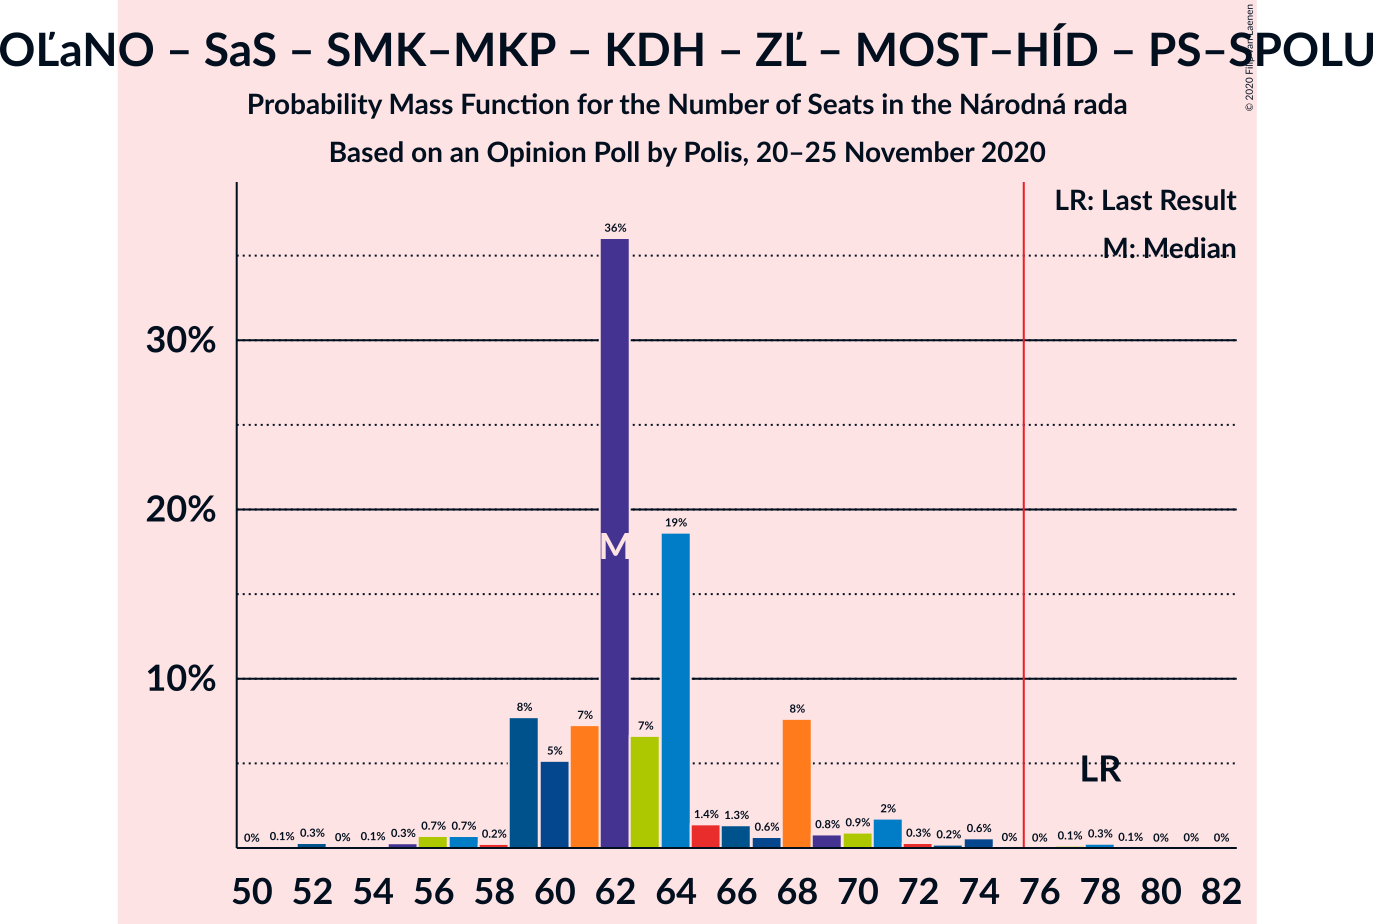 OĽaNO – SaS – SMK–MKP – KDH – ZĽ – MOST–HÍD – PS–SPOLU
Probability Mass Function for the Number of Seats in the Národná rada
Based on an Opinion Poll by Polis, 20–25 November 2020
© 2020 Filip van Laenen
LR: Last Result
M: Median
30%
20%
10%
0% 0.1% 0.3% 0% 0.1% 0.3% 0.7% 0.7% 0.2% 8% 5% 7% 36% 7% 19% 1.4% 1.3% 0.6% 8% 0.8% 0.9% 2% 0.3% 0.2% 0.6% 0% 0% 0.1% 0.3% 0.1% 0% 0% 0%
M
LR
50 52 54 56 58 60 62 64 66 68 70 72 74 76 78 80 82